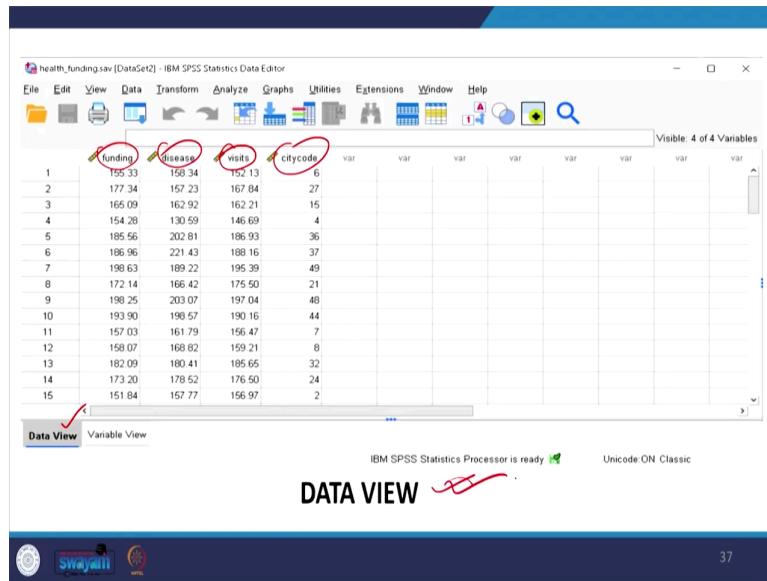 health_funding.sav [DataSet2] - IBM SPSS Statistics Data Editor
File Edit View Data Transform Analyze Graphs Utilities Extensions Window Help
Visible: 4 of 4 Variables
funding disease visits citycode var var var var var var var var
1 155.33 158.34 152.13 6
2 177.34 157.23 167.84 27
3 165.09 162.92 162.21 15
4 154.28 130.59 146.69 4
5 185.56 202.81 186.93 36
6 186.96 221.43 188.16 37
7 198.63 189.22 195.39 49
8 172.14 166.42 175.50 21
9 198.25 203.07 197.04 48
10 193.90 198.57 190.16 44
11 157.03 161.79 156.47 7
12 158.07 168.82 159.21 8
13 182.09 180.41 185.65 32
14 173.20 178.52 176.50 24
15 151.84 157.77 156.97 2
Data View Variable View
IBM SPSS Statistics Processor is ready Unicode:ON Classic
DATA VIEW
swayam
37